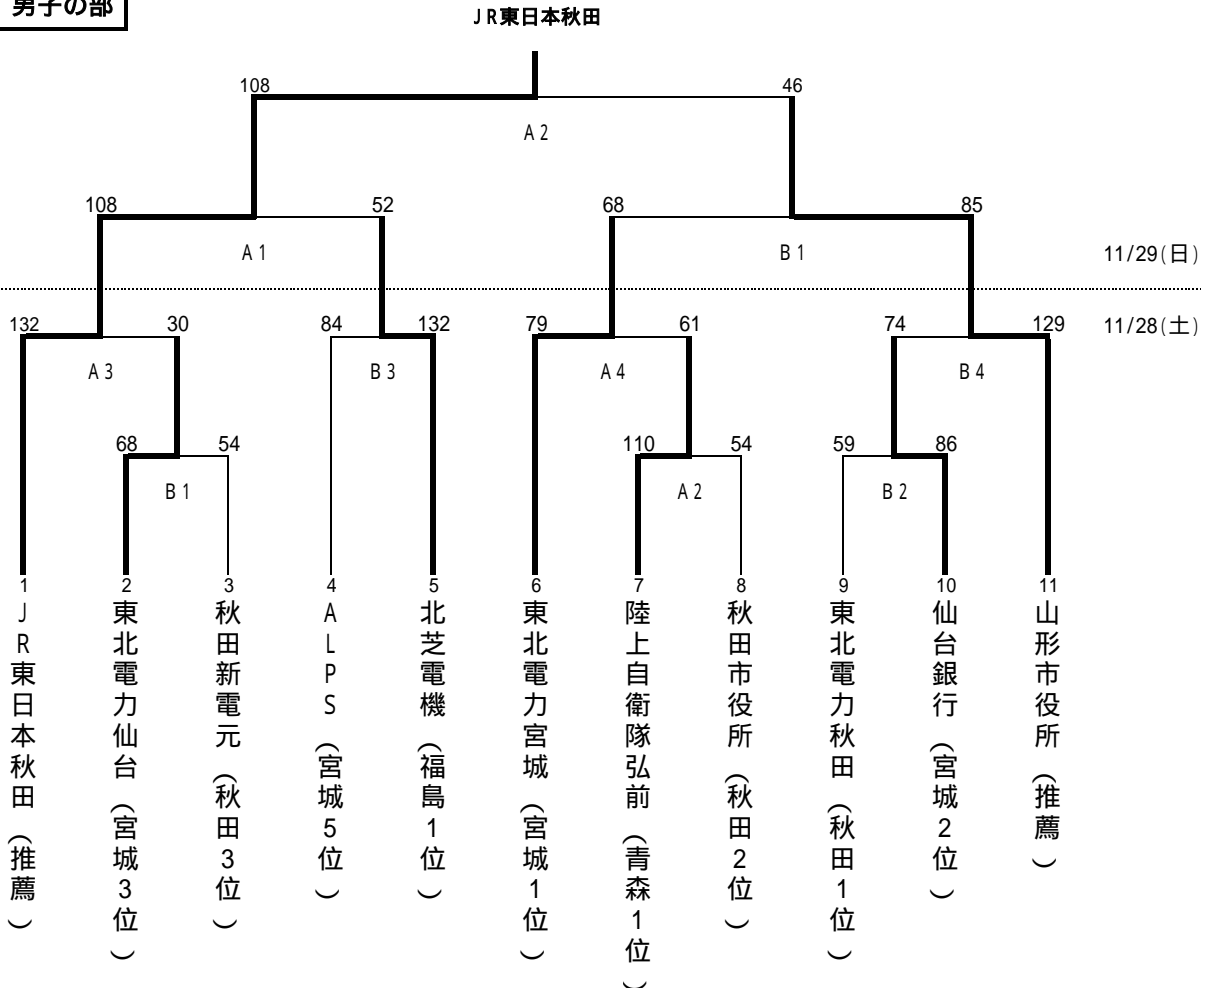 男子の部
JR東日本秋田
108 46
A2
108 52 68 85
A1 B1 11/29(日)
132 30 84 132 79 61 74 129 11/28(土)
A3 B3 A4 B4
68 54 110 54 59 86
B1 A2 B2
1 2 3 4 5 6 7 8 9 10 11
JR東日本秋田(推薦)
東北電力仙台(宮城3位)
秋田新電元(秋田3位)
ALPS(宮城5位)
北芝電機(福島1位)
東北電力宮城(宮城1位)
陸上自衛隊弘前(青森1位)
秋田市役所(秋田2位)
東北電力秋田(秋田1位)
仙台銀行(宮城2位)
山形市役所(推薦)